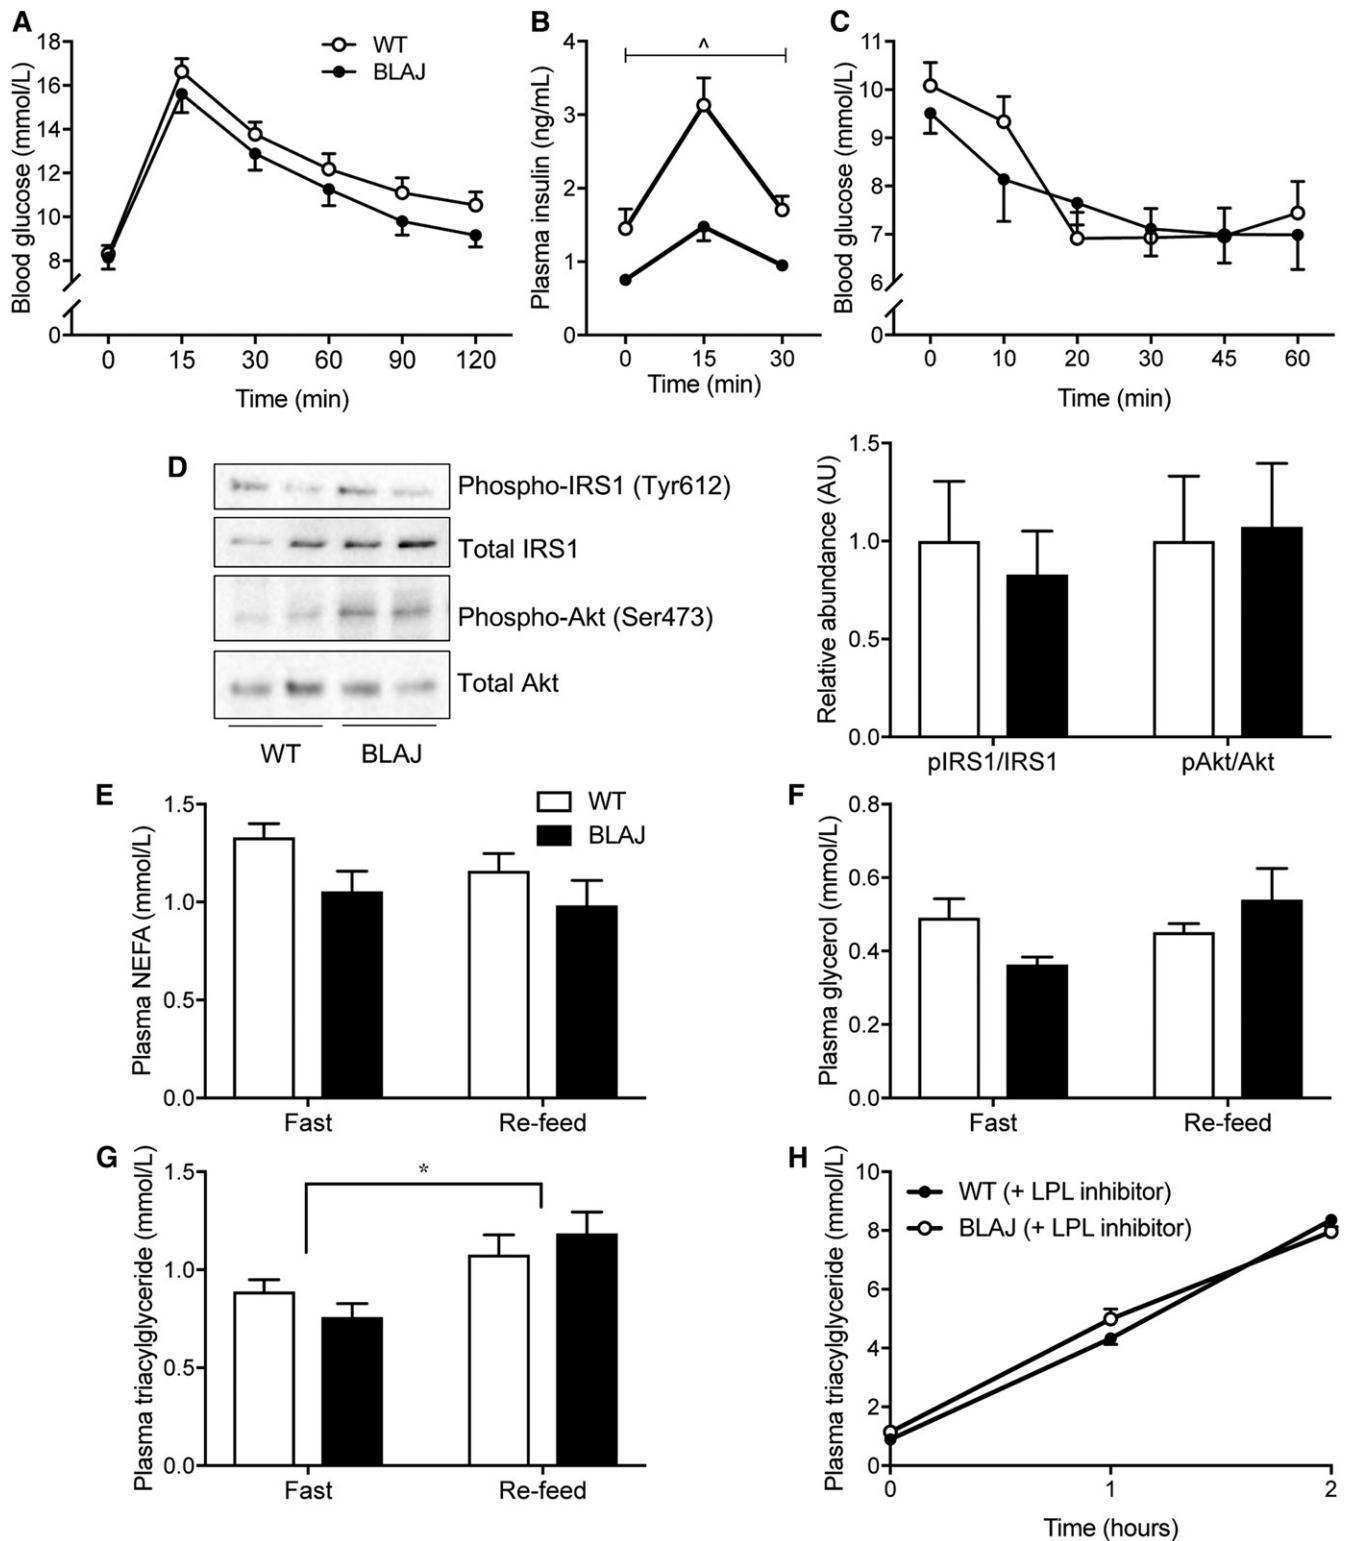 A
Blood glucose (mmol/L)
18
16
14
12
10
8
0
0 15 30 60 90 120
Time (min)
WT
BLAJ
B
Plasma insulin (ng/mL)
4
3
2
1
0
^
0 15 30
Time (min)
C
Blood glucose (mmol/L)
11
10
9
8
7
6
0
0 10 20 30 45 60
Time (min)
D
Phospho-IRS1 (Tyr612)
Total IRS1
Phospho-Akt (Ser473)
Total Akt
WT BLAJ
Relative abundance (AU)
1.5
1.0
0.5
0.0
pIRS1/IRS1 pAkt/Akt
E
Plasma NEFA (mmol/L)
1.5
1.0
0.5
0.0
Fast Re-feed
WT
BLAJ
F
Plasma glycerol (mmol/L)
0.8
0.6
0.4
0.2
0.0
Fast Re-feed
G
Plasma triacylglyceride (mmol/L)
1.5
1.0
0.5
0.0
*
Fast Re-feed
H
Plasma triacylglyceride (mmol/L)
10
8
6
4
2
0
WT (+ LPL inhibitor)
BLAJ (+ LPL inhibitor)
0 1 2
Time (hours)